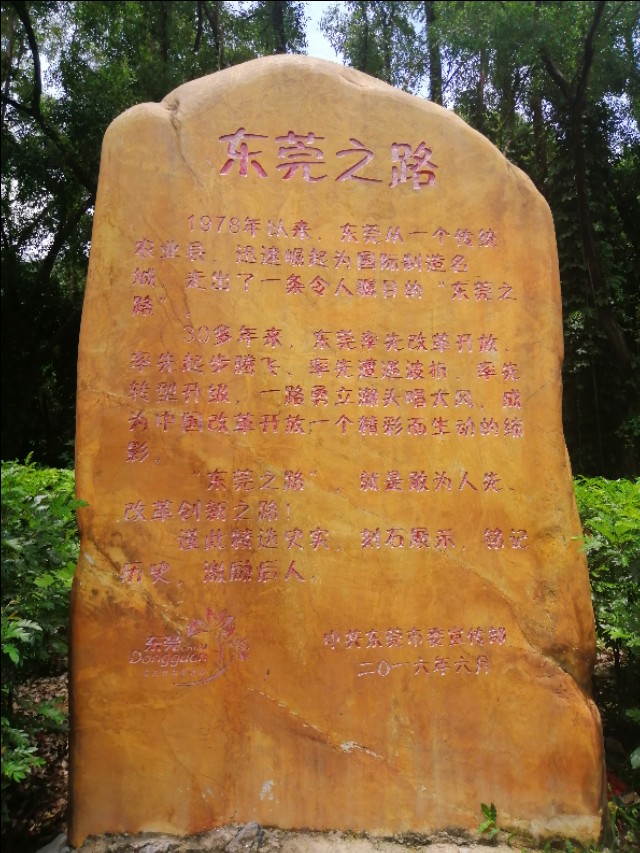 东莞之路
1978年以来，东莞从一个传统
农业县，迅速崛起为国际制造名
城，走出了一条令人瞩目的“东莞之
路”。
30多年来，东莞率先改革开放、
率先起步腾飞、率先遭遇波折、率先
转型升级，一路勇立潮头唱大风，成
为中国改革开放一个精彩而生动的缩
影。
“东莞之路”，就是敢为人先、
改革创新之路！
谨此精选史实，刻石展示，铭记
历史，激励后人。
中共东莞市委宣传部
二〇一六年六月
东莞
Dongguan